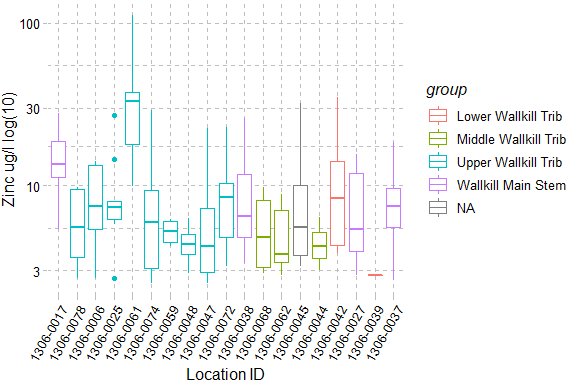 100
30
10
3
Zinc ug/l log(10)
1306-0017
1306-0078
1306-0006
1306-0025
1306-0061
1306-0074
1306-0059
1306-0048
1306-0047
1306-0072
1306-0038
1306-0068
1306-0062
1306-0045
1306-0044
1306-0042
1306-0027
1306-0039
1306-0037
Location ID
group
Lower Wallkill Trib
Middle Wallkill Trib
Upper Wallkill Trib
Wallkill Main Stem
NA